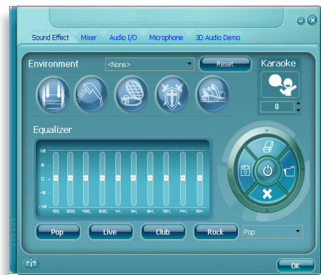 Sound Effect Mixer Audio I/O Microphone 3D Audio Demo
Environment <None> Reset Karaoke
0
Equalizer
Pop Live Club Rock Pop
OK